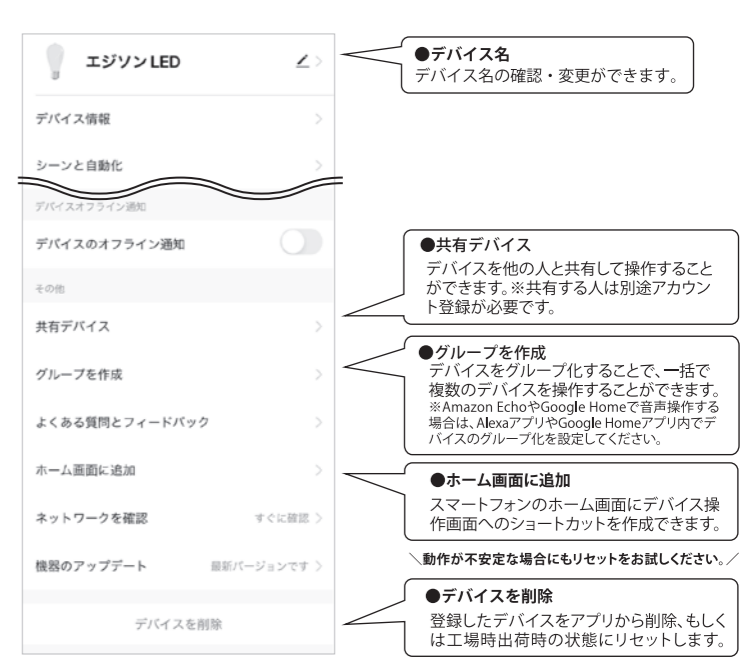 エジソンLED
デバイス情報
シーンと自動化
デバイスオフライン通知
デバイスのオフライン通知
その他
共有デバイス
グループを作成
よくある質問とフィードバック
ホーム画面に追加
ネットワークを確認 すぐに確認
機器のアップデート 最新バージョンです
デバイスを削除
●デバイス名
デバイス名の確認・変更ができます。
●共有デバイス
デバイスを他の人と共有して操作すること
ができます。※共有する人は別途アカウン
ト登録が必要です。
●グループを作成
デバイスをグループ化することで、一括で
複数のデバイスを操作することができます。
※Amazon EchoやGoogle Homeで音声操作する
場合は、AlexaアプリやGoogle Homeアプリ内でデ
バイスのグループ化を設定してください。
●ホーム画面に追加
スマートフォンのホーム画面にデバイス操
作画面へのショートカットを作成できます。
＼動作が不安定な場合にもリセットをお試しください。／
●デバイスを削除
登録したデバイスをアプリから削除、もしく
は工場時出荷時の状態にリセットします。